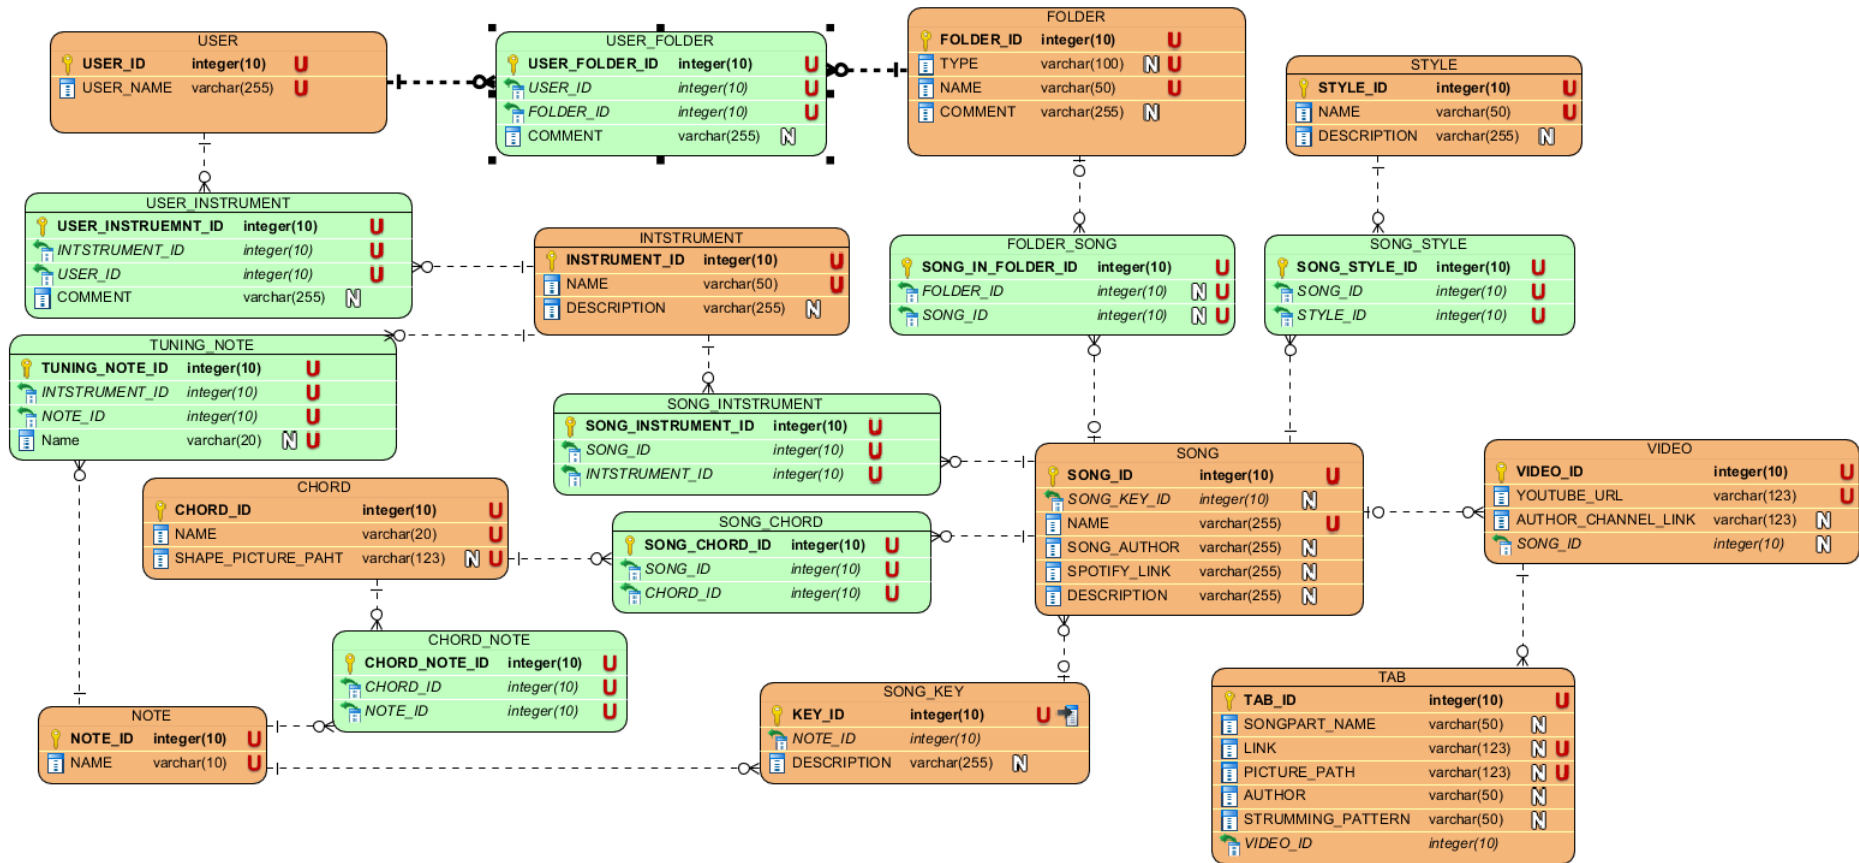 USER
USER_ID integer(10) U
USER_NAME varchar(255) U
USER_FOLDER
USER_FOLDER_ID integer(10) U
USER_ID integer(10) U
FOLDER_ID integer(10) U
COMMENT varchar(255) N
FOLDER
FOLDER_ID integer(10) U
TYPE varchar(100) N U
NAME varchar(50) U
COMMENT varchar(255) N
STYLE
STYLE_ID integer(10) U
NAME varchar(50) U
DESCRIPTION varchar(255) N
USER_INSTRUMENT
USER_INSTRUEMNT_ID integer(10) U
INTSTRUMENT_ID integer(10) U
USER_ID integer(10) U
COMMENT varchar(255) N
INTSTRUMENT
INSTRUMENT_ID integer(10) U
NAME varchar(50) U
DESCRIPTION varchar(255) N
FOLDER_SONG
SONG_IN_FOLDER_ID integer(10) U
FOLDER_ID integer(10) N U
SONG_ID integer(10) N U
SONG_STYLE
SONG_STYLE_ID integer(10) U
SONG_ID integer(10) U
STYLE_ID integer(10) U
TUNING_NOTE
TUNING_NOTE_ID integer(10) U
INTSTRUMENT_ID integer(10) U
NOTE_ID integer(10) U
Name varchar(20) N U
SONG_INTSTRUMENT
SONG_INSTRUMENT_ID integer(10) U
SONG_ID integer(10) U
INTSTRUMENT_ID integer(10) U
SONG
SONG_ID integer(10) U
SONG_KEY_ID integer(10) N
NAME varchar(255) U
SONG_AUTHOR varchar(255) N
SPOTIFY_LINK varchar(255) N
DESCRIPTION varchar(255) N
VIDEO
VIDEO_ID integer(10) U
YOUTUBE_URL varchar(123) U
AUTHOR_CHANNEL_LINK varchar(123) N
SONG_ID integer(10) N
CHORD
CHORD_ID integer(10) U
NAME varchar(20) U
SHAPE_PICTURE_PAHT varchar(123) N U
SONG_CHORD
SONG_CHORD_ID integer(10) U
SONG_ID integer(10) U
CHORD_ID integer(10) U
CHORD_NOTE
CHORD_NOTE_ID integer(10) U
CHORD_ID integer(10) U
NOTE_ID integer(10) U
NOTE
NOTE_ID integer(10) U
NAME varchar(10) U
SONG_KEY
KEY_ID integer(10) U
NOTE_ID integer(10)
DESCRIPTION varchar(255) N
TAB
TAB_ID integer(10) U
SONGPART_NAME varchar(50) N
LINK varchar(123) N U
PICTURE_PATH varchar(123) N U
AUTHOR varchar(50) N
STRUMMING_PATTERN varchar(50) N
VIDEO_ID integer(10)